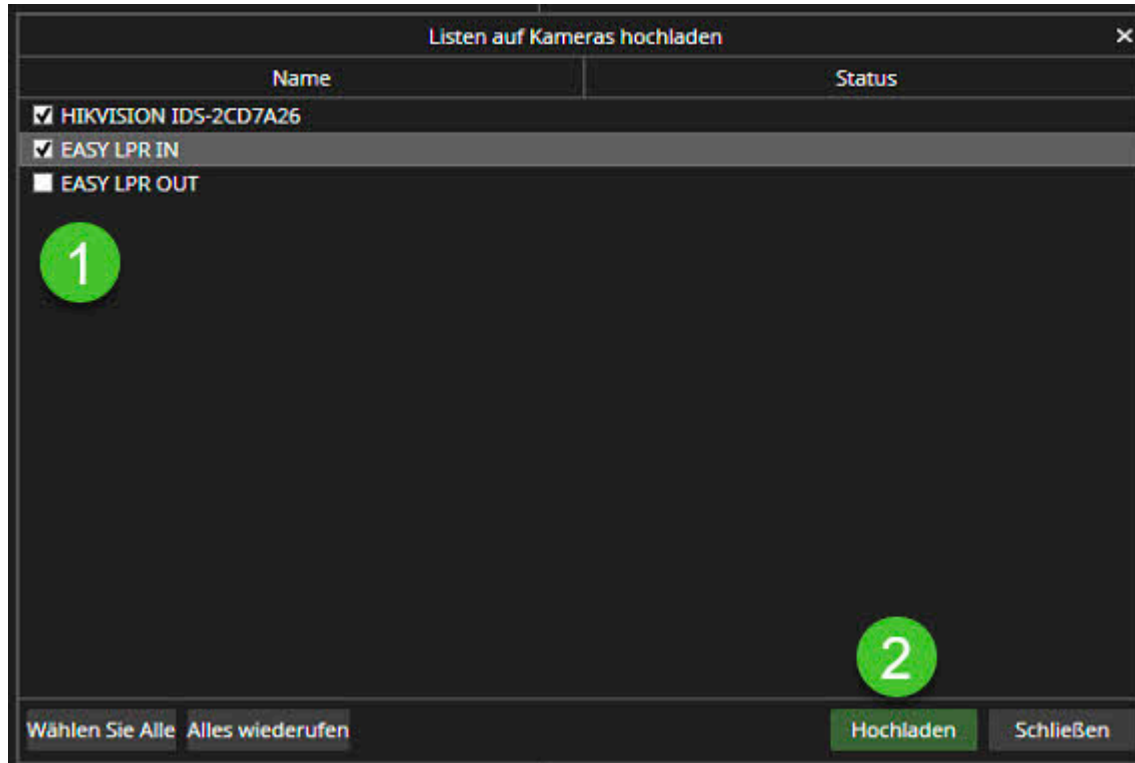 Listen auf Kameras hochladen ×
Name Status
HIKVISION IDS-2CD7A26
EASY LPR IN
EASY LPR OUT
1
2
Wählen Sie Alle Alles wiederufen Hochladen Schließen